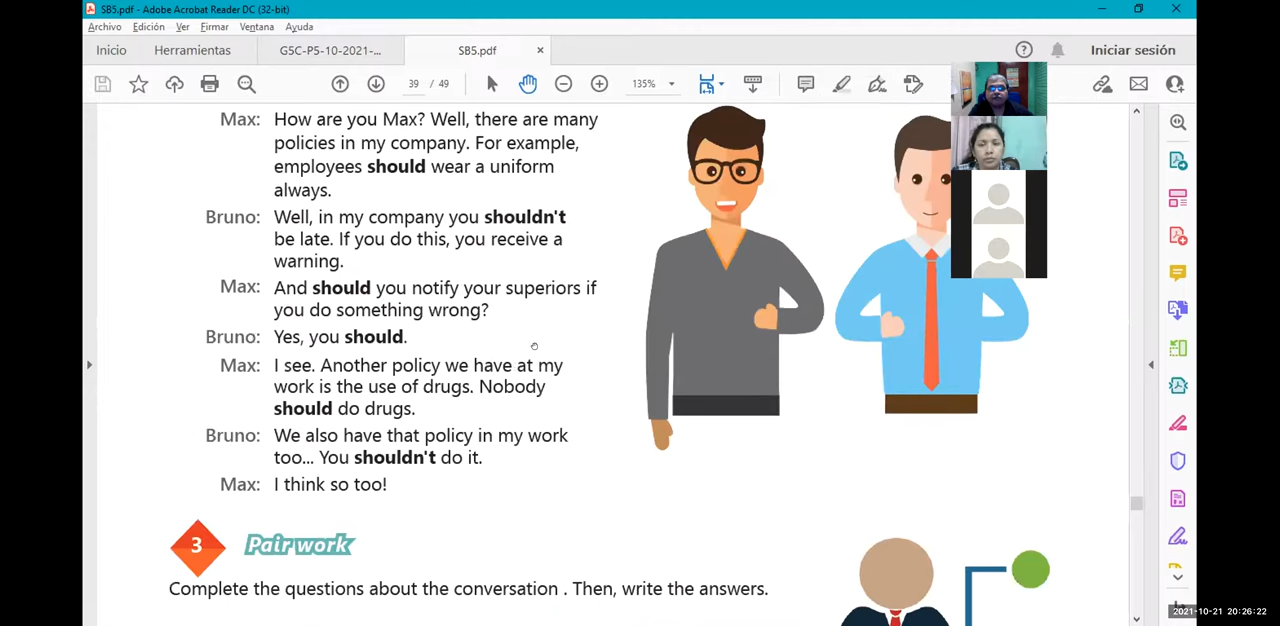 SB5.pdf - Adobe Acrobat Reader DC (32-bit)
Archivo Edición Ver Firmar Ventana Ayuda
Inicio Herramientas G5C-P5-10-2021-... SB5.pdf × Iniciar sesión
39 / 49 135%
Max: How are you Max? Well, there are many
policies in my company. For example,
employees should wear a uniform
always.
Bruno: Well, in my company you shouldn't
be late. If you do this, you receive a
warning.
Max: And should you notify your superiors if
you do something wrong?
Bruno: Yes, you should.
Max: I see. Another policy we have at my
work is the use of drugs. Nobody
should do drugs.
Bruno: We also have that policy in my work
too... You shouldn't do it.
Max: I think so too!
3 Pair work
Complete the questions about the conversation . Then, write the answers.
2021-10-21 20:26:22